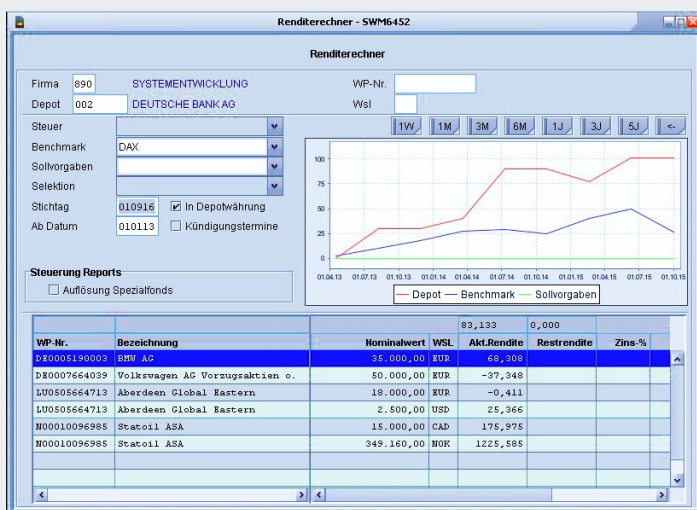 Renditerechner - SWM6452
Renditerechner
Firma 890 SYSTEMENTWICKLUNG WP-Nr.
Depot 002 DEUTSCHE BANK AG Wsl
Steuer
1W 1M 3M 6M 1J 3J 5J <-
Benchmark DAX
Sollvorgaben
Selektion
Stichtag 010916 In Depotwährung
Ab Datum 010113 Kündigungstermine
Steuerung Reports
Auflösung Spezialfonds
100
75
50
25
0
01.04.13 01.07.13 01.10.13 01.01.14 01.04.14 01.07.14 01.10.14 01.01.15 01.04.15 01.07.15 01.10.15
Depot Benchmark Sollvorgaben
83,133 0,000
WP-Nr. Bezeichnung Nominalwert WSL Akt.Rendite Restrendite Zins-%
DE0005190003 BMW AG 35.000,00 EUR 68,308
DE0007664039 Volkswagen AG Vorzugsaktien o. 50.000,00 EUR -37,348
LU0505664713 Aberdeen Global Eastern 18.000,00 EUR -0,411
LU0505664713 Aberdeen Global Eastern 2.500,00 USD 25,366
NO0010096985 Statoil ASA 15.000,00 CAD 175,975
NO0010096985 Statoil ASA 349.160,00 NOK 1225,585